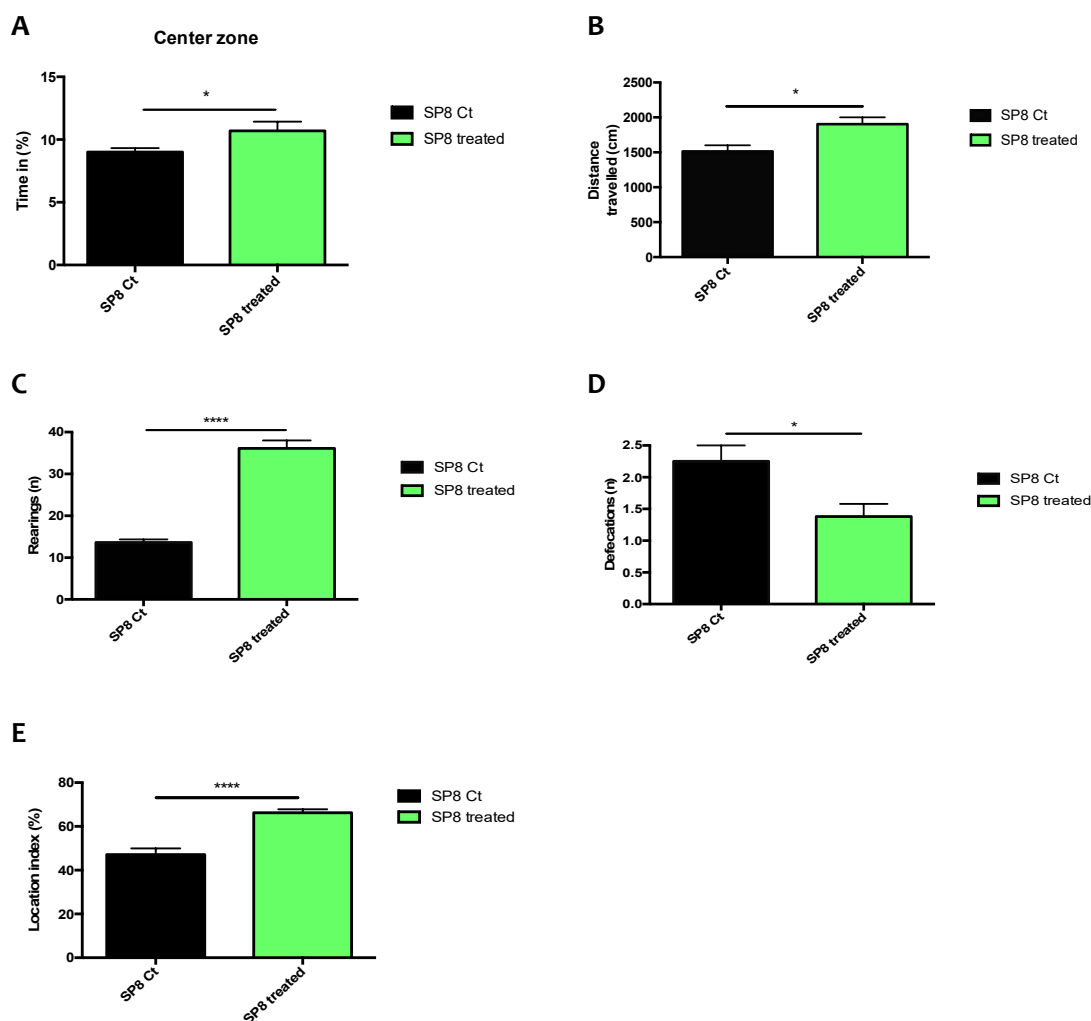 A
Center zone
Time in (%)
15
10
5
0
*
SP8 Ct
SP8 treated
SP8 Ct
SP8 treated
B
Distance
travelled (cm)
2500
2000
1500
1000
500
0
*
SP8 Ct
SP8 treated
SP8 Ct
SP8 treated
C
Rearings (n)
40
30
20
10
0
****
SP8 Ct
SP8 treated
SP8 Ct
SP8 treated
D
Defecations (n)
2.5
2.0
1.5
1.0
0.5
0.0
*
SP8 Ct
SP8 treated
SP8 Ct
SP8 treated
E
Location index (%)
80
60
40
20
0
****
SP8 Ct
SP8 treated
SP8 Ct
SP8 treated